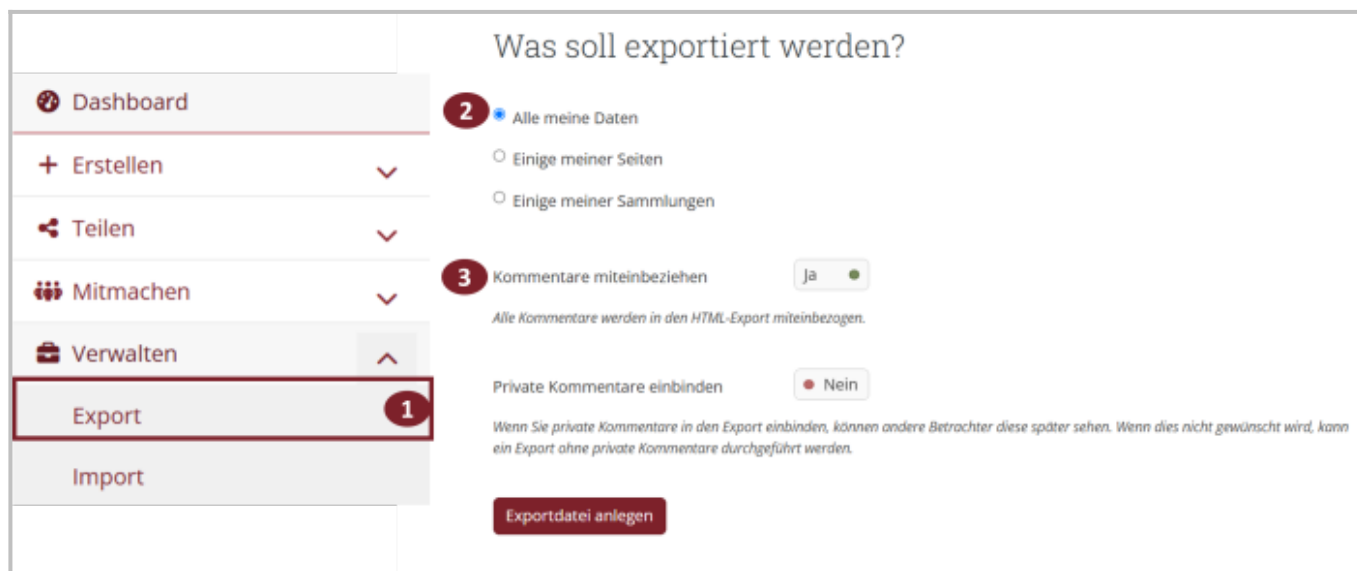 Was soll exportiert werden?
Dashboard
Erstellen
Teilen
Mitmachen
Verwalten
Export
1
Import
2
Alle meine Daten
Einige meiner Seiten
Einige meiner Sammlungen
3
Kommentare miteinbeziehen
Ja
Alle Kommentare werden in den HTML-Export miteinbezogen.
Private Kommentare einbinden
Nein
Wenn Sie private Kommentare in den Export einbinden, können andere Betrachter diese später sehen. Wenn dies nicht gewünscht wird, kann
ein Export ohne private Kommentare durchgeführt werden.
Exportdatei anlegen